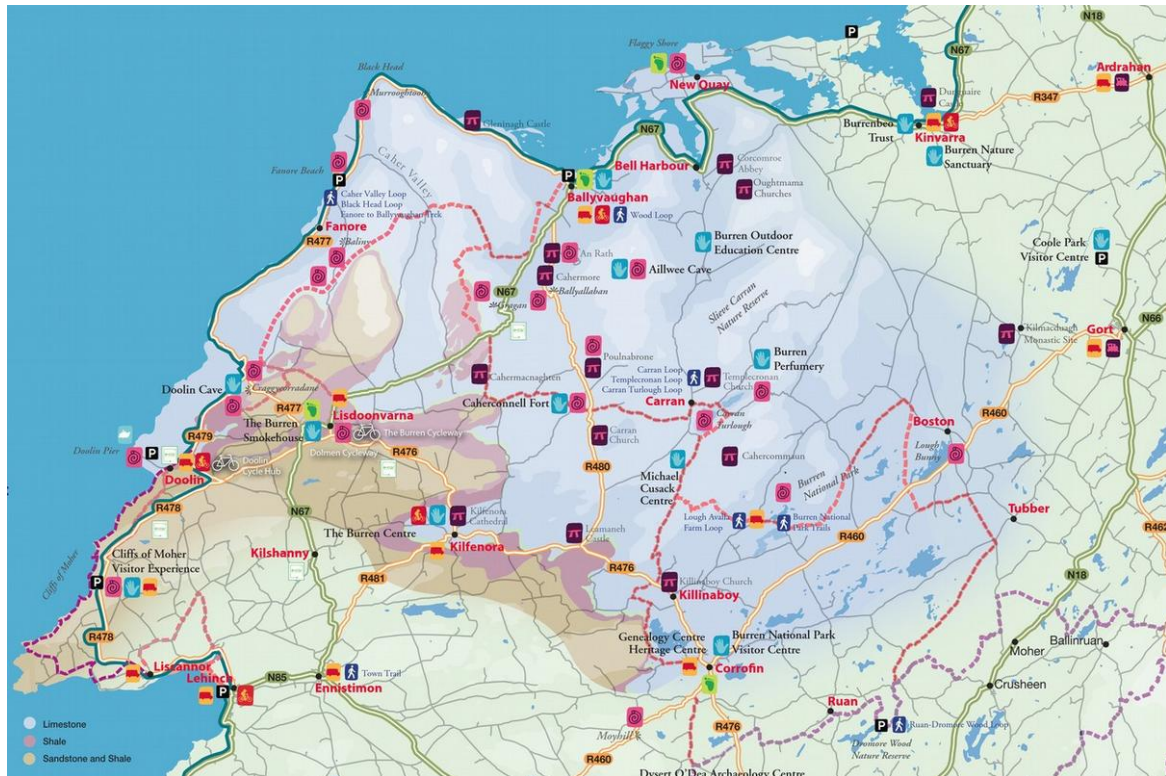 N18
Flaggy Shore
N67
Ardrahan
Black Head
New Quay
Murrooghtoohy
R347
Dunguaire
Castle
Gleninagh Castle
N67
Burrenbeo
Trust
Kinvarra
Burren Nature
Sanctuary
Bell Harbour
Corcomroe
Abbey
Caher Valley
Fanore Beach
Oughtmama
Churches
Caher Valley Loop
Black Head Loop
Fanore to Ballyvaughan Trek
Ballyvaughan
Wood Loop
Fanore
R477
Baliny
Burren Outdoor
Education Centre
Coole Park
Visitor Centre
An Rath
Aillwee Cave
Cahermore
Ballyallaban
N67
Gragan
Slieve Carran
Nature Reserve
N66
Gort
Kilmacduagh
Monastic Site
Poulnabrone
Burren
Perfumery
Carran Loop
Templecronan Loop
Carran Turlough Loop
Templecronan
Church
Cahermacnaghten
Doolin Cave
Craggycorradane
Caherconnell Fort
Carran
R477
Lisdoonvarna
Carran
Turlough
R460
The Burren
Smokehouse
The Burren Cycleway
Boston
R479
Carran
Church
Doolin Pier
Dolmen Cycleway
R476
Cahercommaun
Lough
Bunny
Doolin
Cycle Hub
R480
Doolin
Michael
Cusack
Centre
Burren
National Park
R478
N67
Kilfenora
Cathedral
Lough Avalla
Farm Loop
Burren National
Park Trails
Tubber
R462
The Burren Centre
Leamaneh
Castle
R460
Kilfenora
Kilshanny
Cliffs of Moher
Visitor Experience
Cliffs of Moher
R481
R476
Killinaboy Church
Killinaboy
N18
R478
Genealogy Centre
Heritage Centre
Burren National Park
Visitor Centre
Moher
Ballinruan
Liscannor
Lehinch
Corrofin
N85
Town Trail
Ennistimon
Crusheen
Ruan
Limestone
Shale
Sandstone and Shale
Moyhill
R476
Ruan-Dromore Wood Loop
Dromore Wood
Nature Reserve
R460
Dysert O'Dea Archaeology Centre